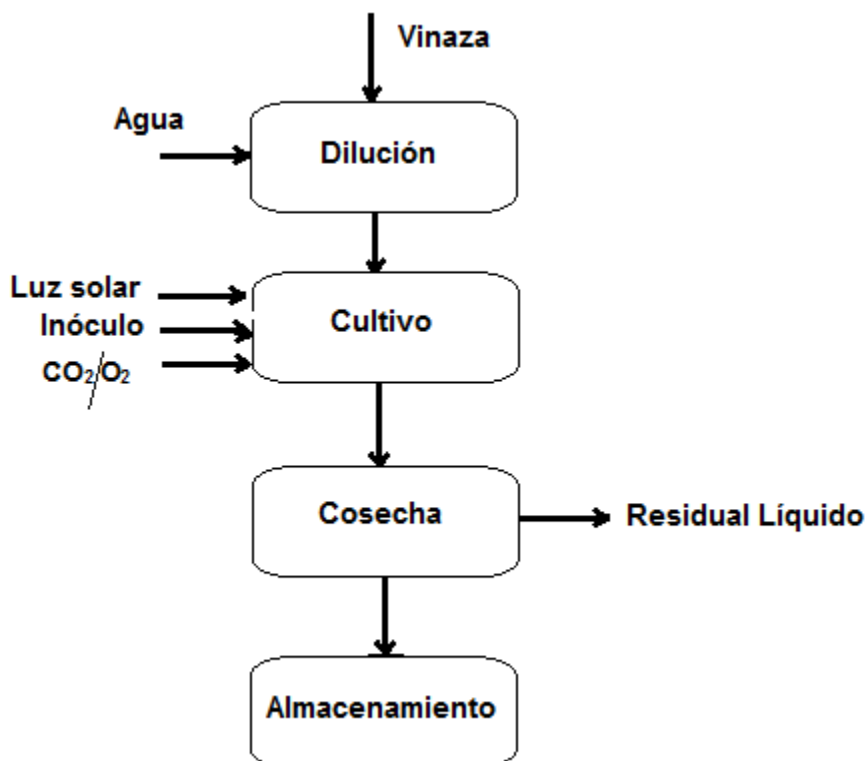 Vinaza
Agua
Dilución
Luz solar
Inóculo
CO₂/O₂
Cultivo
Cosecha
Residual Líquido
Almacenamiento